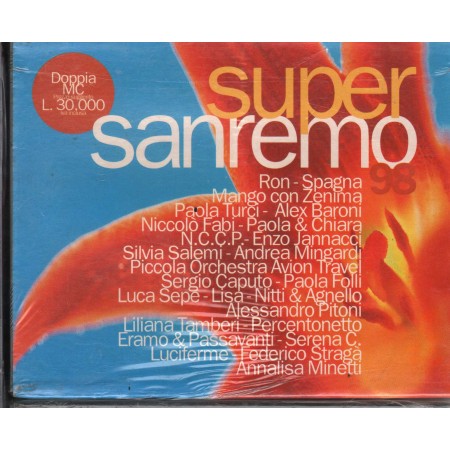 Doppia
MC
L. 30,000
super
sanremo
98
Ron - Spagna
Mango con Zenima
Paola Turci - Alex Baroni
Niccolò Fabi - Paola & Chiara
N.C.C.P. - Enzo Jannacci
Silvia Salemi - Andrea Mingardi
Piccola Orchestra Avion Travel
Sergio Caputo - Paola Folli
Luca Sepe - Lisa - Nitti & Agnello
Alessandro Pitoni
Liliana Tamberi - Percentonetto
Eramo & Passavanti - Serena C.
Luciferme - Federico Stragà
Annalisa Minetti